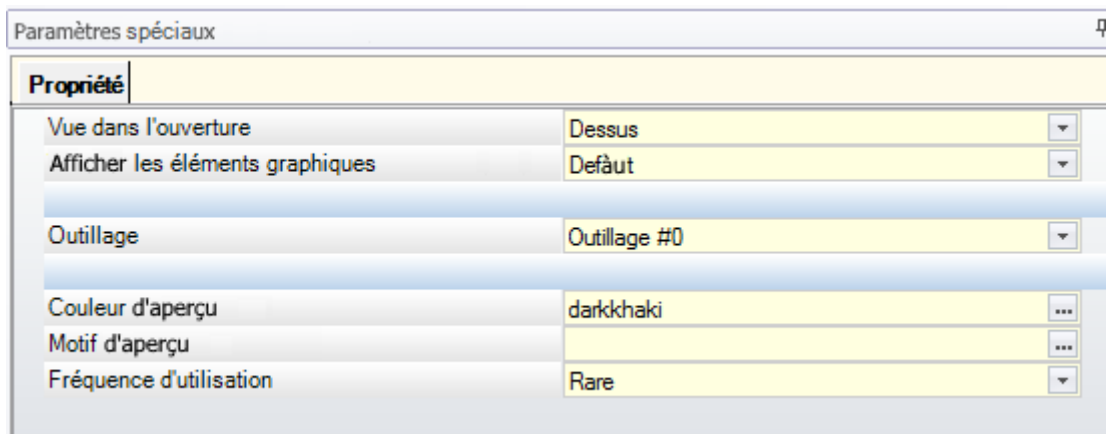 Paramètres spéciaux
Propriété
Vue dans l'ouverture Dessus
Afficher les éléments graphiques Defàut
Outillage Outillage #0
Couleur d'aperçu darkkhaki ...
Motif d'aperçu ...
Fréquence d'utilisation Rare